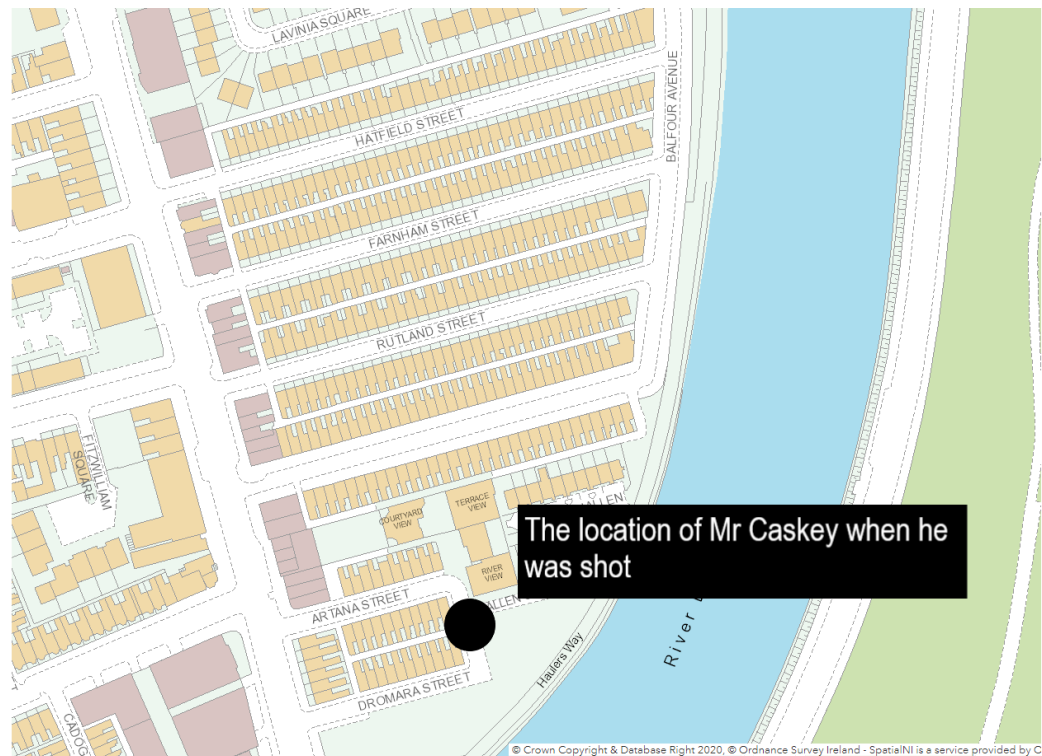 LAVINIA SQUARE
BALFOUR AVENUE
HATFIELD STREET
FARNHAM STREET
RUTLAND STREET
FITZWILLIAM
SQUARE
COURTYARD
VIEW
TERRACE
VIEW
ALLEN
The location of Mr Caskey when he
was shot
RIVER
VIEW
ALLEN
ARTANA STREET
River
Haulers Way
DROMARA STREET
CADOG
© Crown Copyright & Database Right 2020, © Ordnance Survey Ireland - SpatialNI is a service provided by